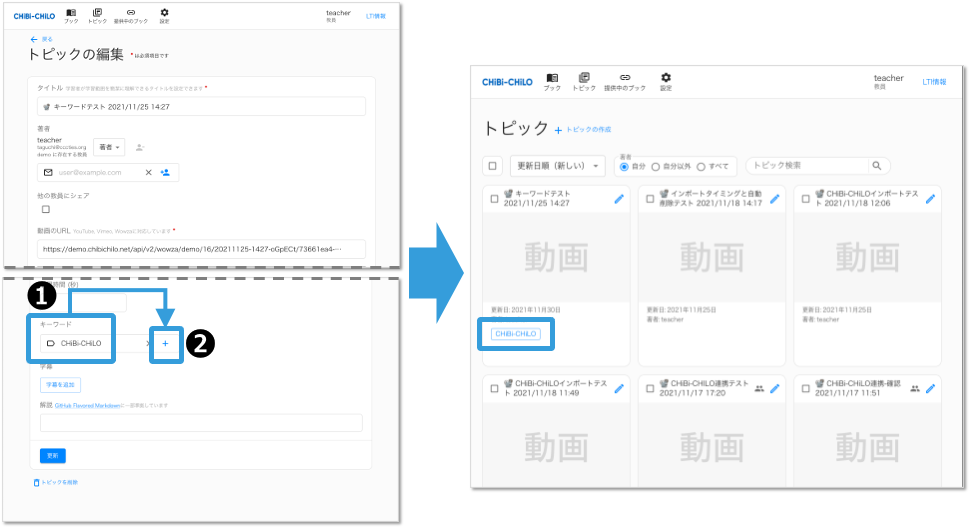 CHiBi-CHiLO
ブック
トピック
提供中のブック
設定
teacher
教員
LTI情報
戻る
トピックの編集 *は必須項目です
タイトル 学習者が学習範囲を簡潔に理解できるタイトルを設定できます *
キーワードテスト 2021/11/25 14:27
著者
teacher
taguchi@cccties.org
demo に所在する教員
著者
user@example.com
他の教員にシェア
動画のURL YouTube, Vimeo, Wowzaに対応しています *
https://demo.chibichilo.net/api/v2/wowza/demo/16/20211125-1427-oGpECt/73661ea4-…
時間 (秒)
1
キーワード
CHiBi-CHiLO
2
字幕
字幕を追加
解説 GitHub Flavored Markdownに一部準拠しています
更新
トピックを削除
CHiBi-CHiLO
ブック
トピック
提供中のブック
設定
teacher
教員
LTI情報
トピック
トピックの作成
更新日順（新しい）
著者
自分
自分以外
すべて
トピック検索
キーワードテスト
2021/11/25 14:27
動画
更新日: 2021年11月30日
CHiBi-CHiLO
インポートタイミングと自動
削除テスト 2021/11/18 14:17
動画
更新日: 2021年11月25日
著者: teacher
CHiBi-CHiLOインポートテス
ト 2021/11/18 12:06
動画
更新日: 2021年11月25日
著者: teacher
CHiBi-CHiLOインポートテス
ト 2021/11/18 11:49
動画
CHiBi-CHiLO連携テスト
2021/11/17 17:20
動画
CHiBi-CHiLO連携-確認
2021/11/17 11:51
動画